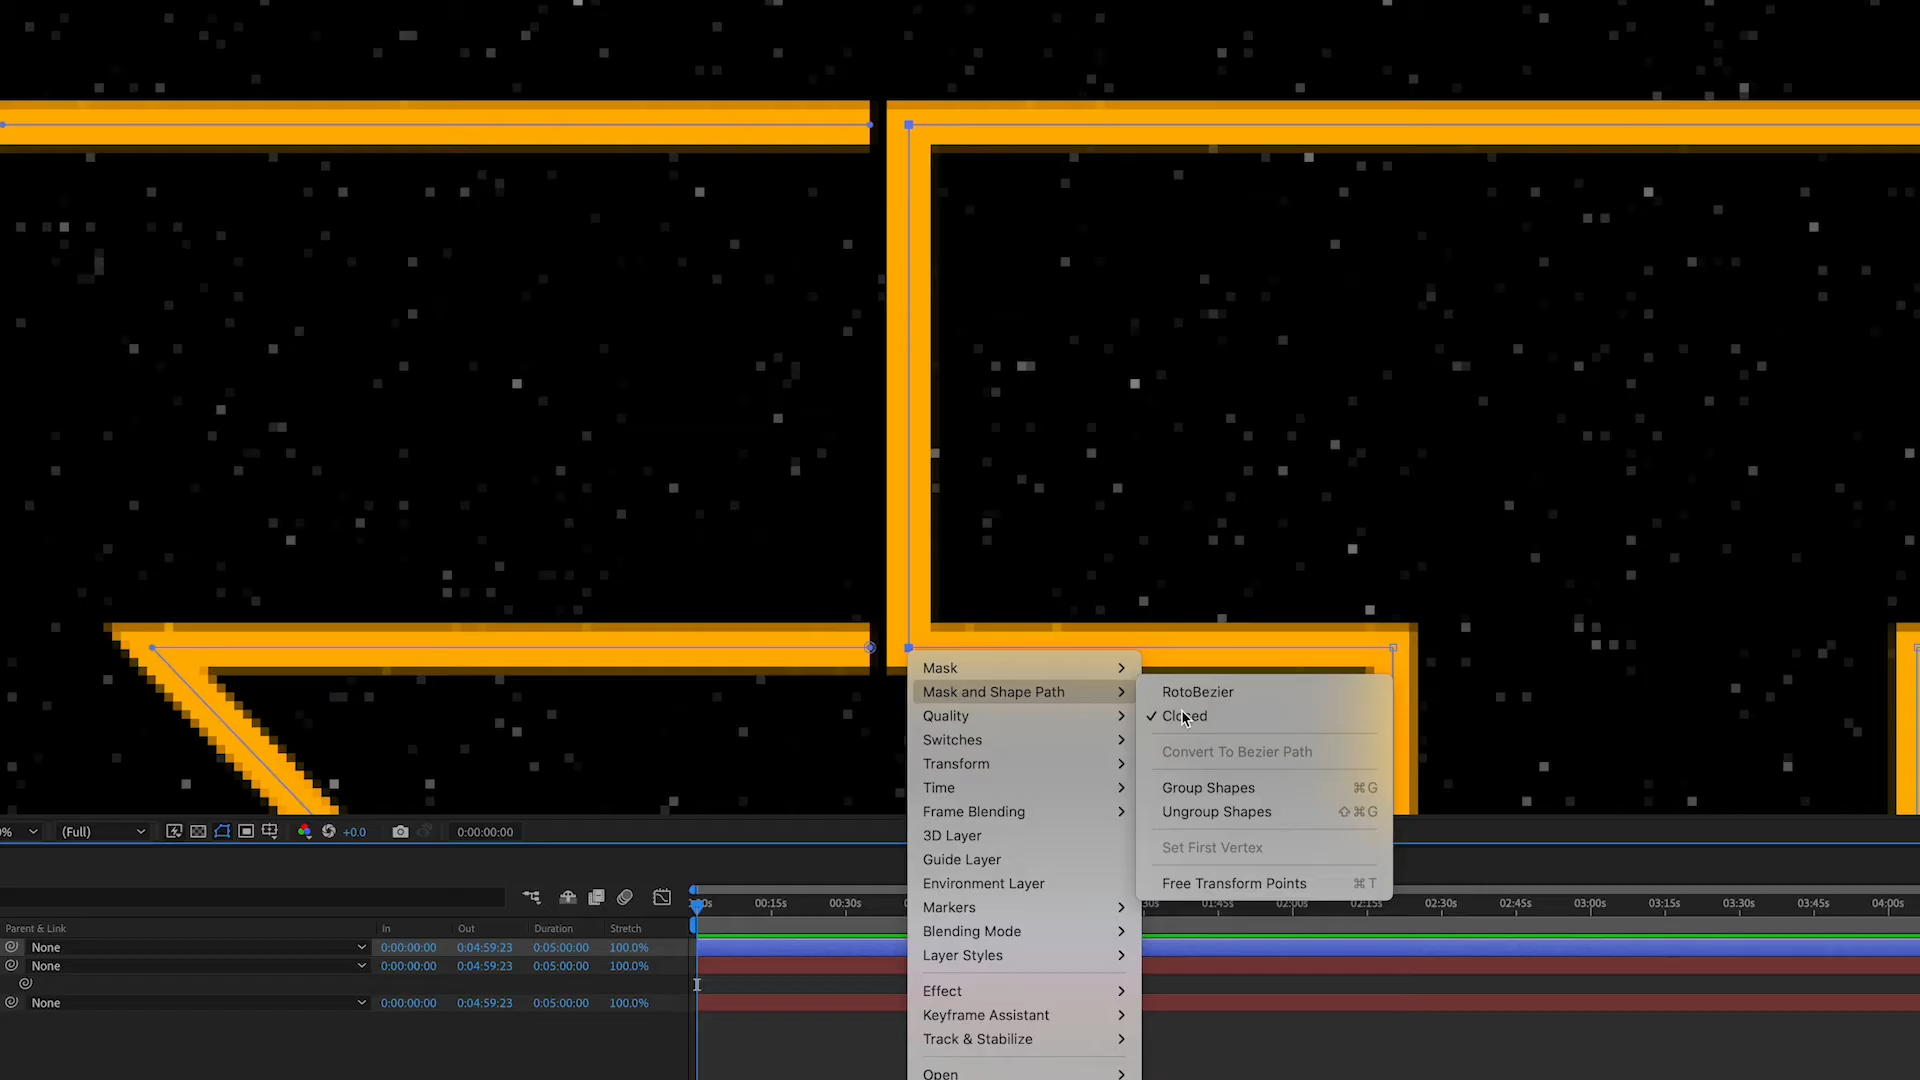 Mask
Mask and Shape Path
Quality
Switches
Transform
Time
Frame Blending
3D Layer
Guide Layer
Environment Layer
Markers
Blending Mode
Layer Styles
Effect
Keyframe Assistant
Track & Stabilize
Open
RotoBezier
✓ Closed
Convert To Bezier Path
Group Shapes ⌘G
Ungroup Shapes ⇧⌘G
Set First Vertex
Free Transform Points ⌘T
% (Full) +0.0 0:00:00:00
00:15s 00:30s 01:45s 02:00s 02:15s 02:30s 02:45s 03:00s 03:15s 03:30s 03:45s 04:00s
Parent & Link In Out Duration Stretch
None 0:00:00:00 0:04:59:23 0:05:00:00 100.0%
None 0:00:00:00 0:04:59:23 0:05:00:00 100.0%
None 0:00:00:00 0:04:59:23 0:05:00:00 100.0%